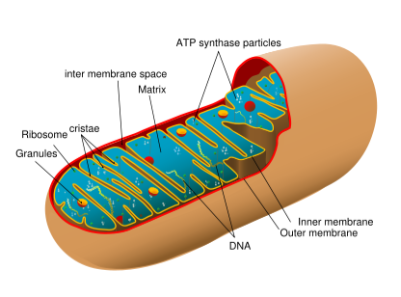 ATP synthase particles
inter membrane space
Matrix
cristae
Ribosome
Granules
Inner membrane
Outer membrane
DNA